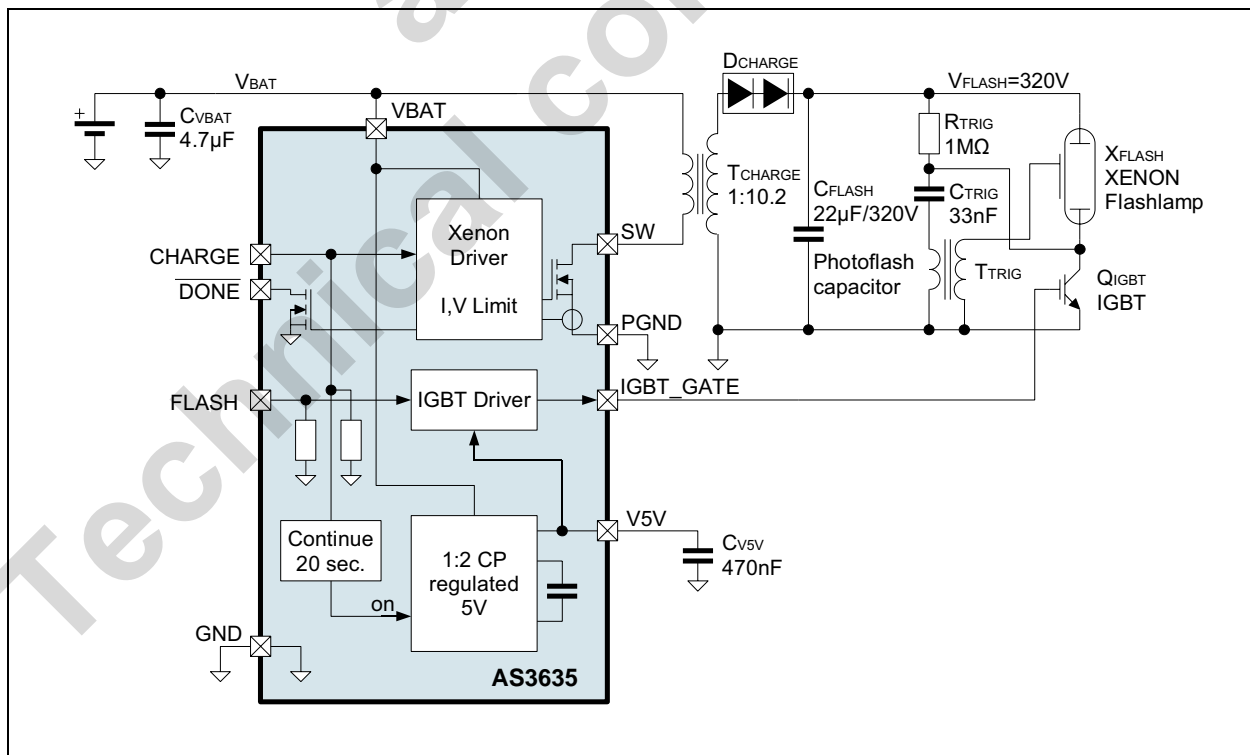 DCHARGE
VBAT
VFLASH=320V
+
CVBAT
4.7µF
VBAT
RTRIG
1MΩ
XFLASH
XENON
Flashlamp
TCHARGE
1:10.2
CFLASH
22µF/320V
CTRIG
33nF
Xenon
Driver
I,V Limit
SW
CHARGE
DONE
Photoflash
capacitor
TTRIG
QIGBT
IGBT
PGND
FLASH
IGBT Driver
IGBT_GATE
Continue
20 sec.
1:2 CP
regulated
5V
V5V
CV5V
470nF
on
GND
AS3635
Technical co